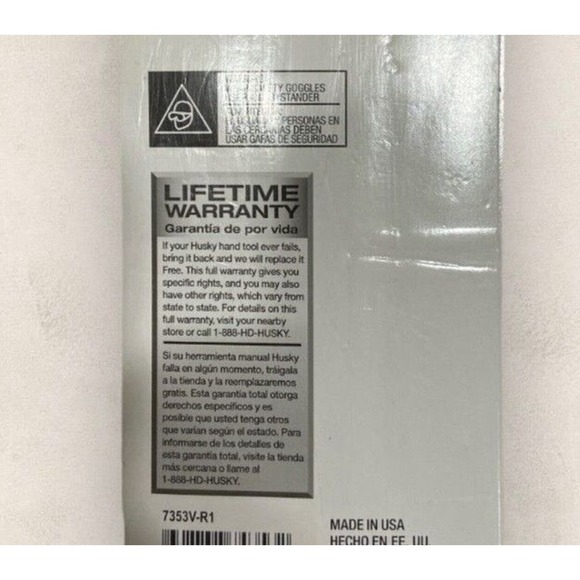 TY GOGGLES
STANDER
PERSONAS EN
LAS CERCANIAS DEBEN
USAR GAFAS DE SEGURIDAD
LIFETIME
WARRANTY
Garantía de por vida
If your Husky hand tool ever fails,
bring it back and we will replace it
Free. This full warranty gives you
specific rights, and you may also
have other rights, which vary from
state to state. For details on this
full warranty, visit your nearby
store or call 1-888-HD-HUSKY.
Si su herramienta manual Husky
falla en algún momento, tráigala
a la tienda y la reemplazaremos
gratis. Esta garantía total otorga
derechos específicos y es
posible que usted tenga otros
que varían según el estado. Para
informarse de los detalles de
esta garantía total, visite la tienda
más cercana o llame al
1-888-HD-HUSKY.
7353V-R1
MADE IN USA
HECHO EN EE. UU.